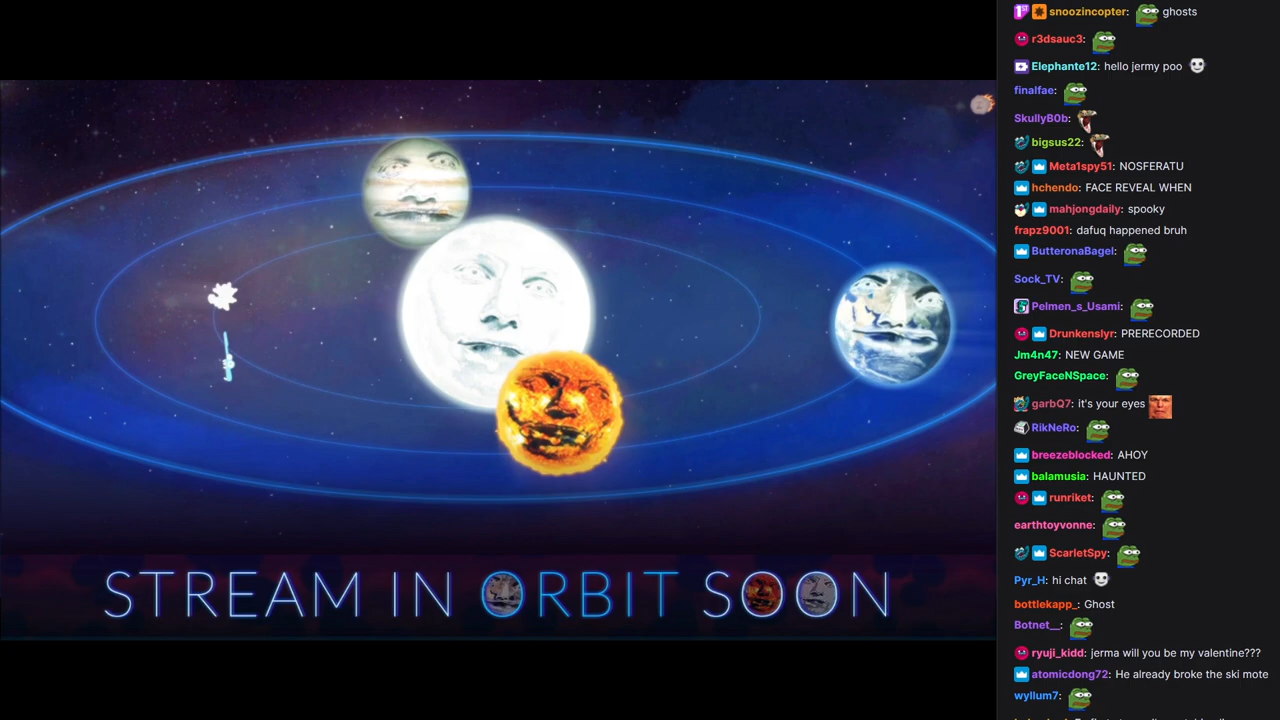 STREAM IN ORBIT SOON
snoozincopter: ghosts
r3dsauc3:
Elephante12: hello jermy poo
finalfae:
SkullyB0b:
bigsus22:
Meta1spy51: NOSFERATU
hchendo: FACE REVEAL WHEN
mahjongdaily: spooky
frapz9001: dafuq happened bruh
ButteronaBagel:
Sock_TV:
Pelmen_s_Usami:
Drunkenslyr: PRERECORDED
Jm4n47: NEW GAME
GreyFaceNSpace:
garbQ7: it's your eyes
RikNeRo:
breezeblocked: AHOY
balamusia: HAUNTED
runriket:
earthtoyvonne:
ScarletSpy:
Pyr_H: hi chat
bottlekapp_: Ghost
Botnet__:
ryuji_kidd: jerma will you be my valentine???
atomicdong72: He already broke the ski mote
wyllum7: